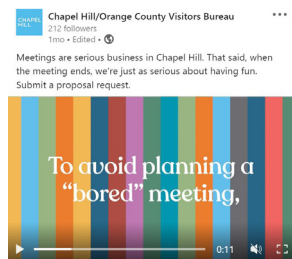 CHAPEL
HILL
Chapel Hill/Orange County Visitors Bureau
212 followers
1mo • Edited •
Meetings are serious business in Chapel Hill. That said, when
the meeting ends, we're just as serious about having fun.
Submit a proposal request.
To avoid planning a
“bored” meeting,
0:11